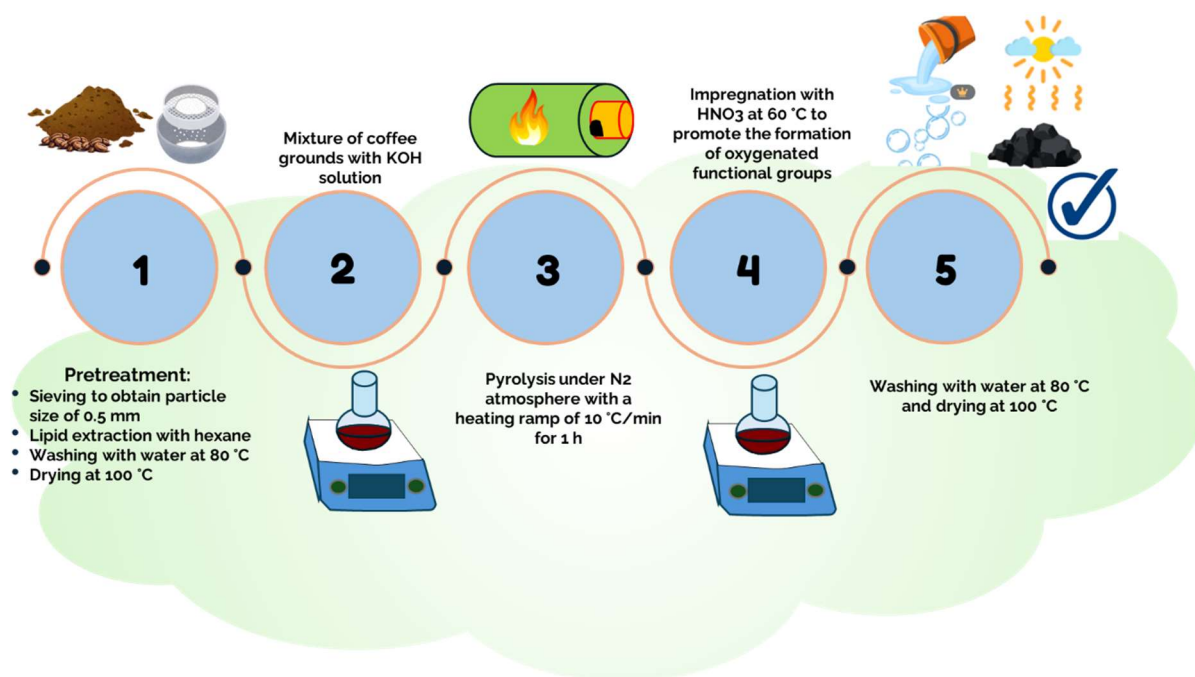 1
Pretreatment:
• Sieving to obtain particle
size of 0.5 mm
• Lipid extraction with hexane
• Washing with water at 80 °C
• Drying at 100 °C
Mixture of coffee
grounds with KOH
solution
2
3
Pyrolysis under N2
atmosphere with a
heating ramp of 10 °C/min
for 1 h
Impregnation with
HNO3 at 60 °C to
promote the formation
of oxygenated
functional groups
4
5
Washing with water at 80 °C
and drying at 100 °C